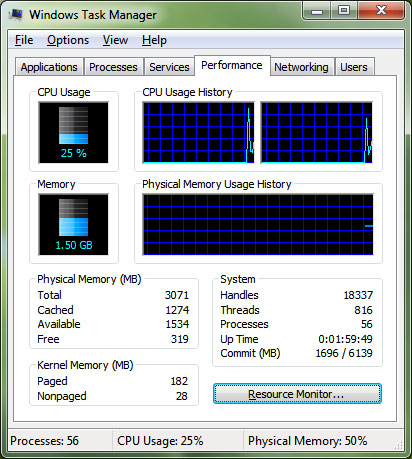 Windows Task Manager
File Options View Help
Applications Processes Services Performance Networking Users
CPU Usage
25 %
CPU Usage History
Memory
1.50 GB
Physical Memory Usage History
Physical Memory (MB)
Total 3071
Cached 1274
Available 1534
Free 319
Kernel Memory (MB)
Paged 182
Nonpaged 28
System
Handles 18337
Threads 816
Processes 56
Up Time 0:01:59:49
Commit (MB) 1696 / 6139
Resource Monitor...
Processes: 56 CPU Usage: 25% Physical Memory: 50%